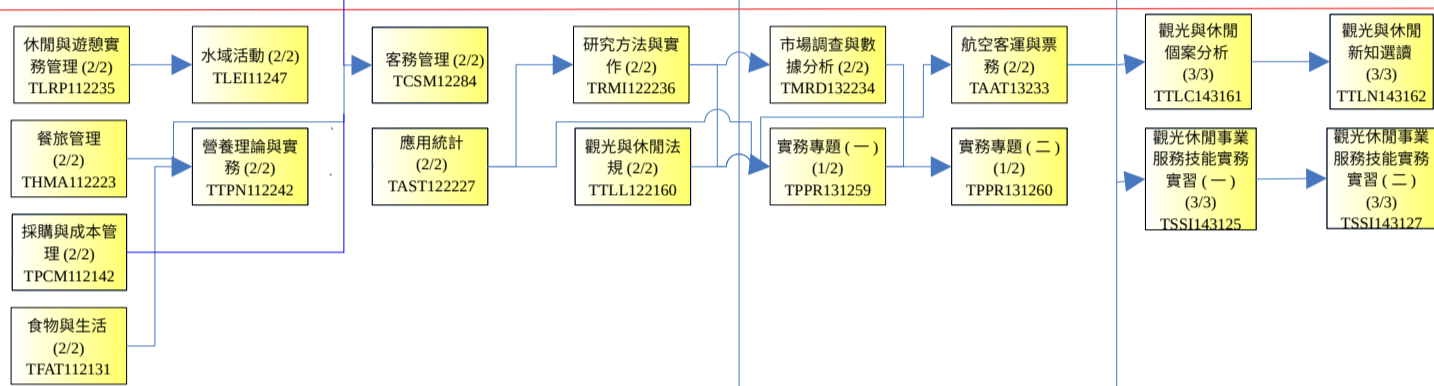 休閒與遊憩實
務管理 (2/2)
TLRP112235
水域活動 (2/2)
TLEI11247
客務管理 (2/2)
TCSM12284
研究方法與實
作 (2/2)
TRMI122236
市場調查與數
據分析 (2/2)
TMRD132234
航空客運與票
務 (2/2)
TAAT13233
觀光與休閒
個案分析
(3/3)
TTLC143161
觀光與休閒
新知選讀
(3/3)
TTLN143162
餐旅管理
(2/2)
THMA112223
營養理論與實
務 (2/2)
TTPN112242
應用統計
(2/2)
TAST122227
觀光與休閒法
規 (2/2)
TTLL122160
實務專題 ( 一 )
(1/2)
TPPR131259
實務專題 ( 二 )
(1/2)
TPPR131260
觀光休閒事業
服務技能實務
實習 ( 一 )
(3/3)
TSSI143125
觀光休閒事業
服務技能實務
實習 ( 二 )
(3/3)
TSSI143127
採購與成本管
理 (2/2)
TPCM112142
食物與生活
(2/2)
TFAT112131